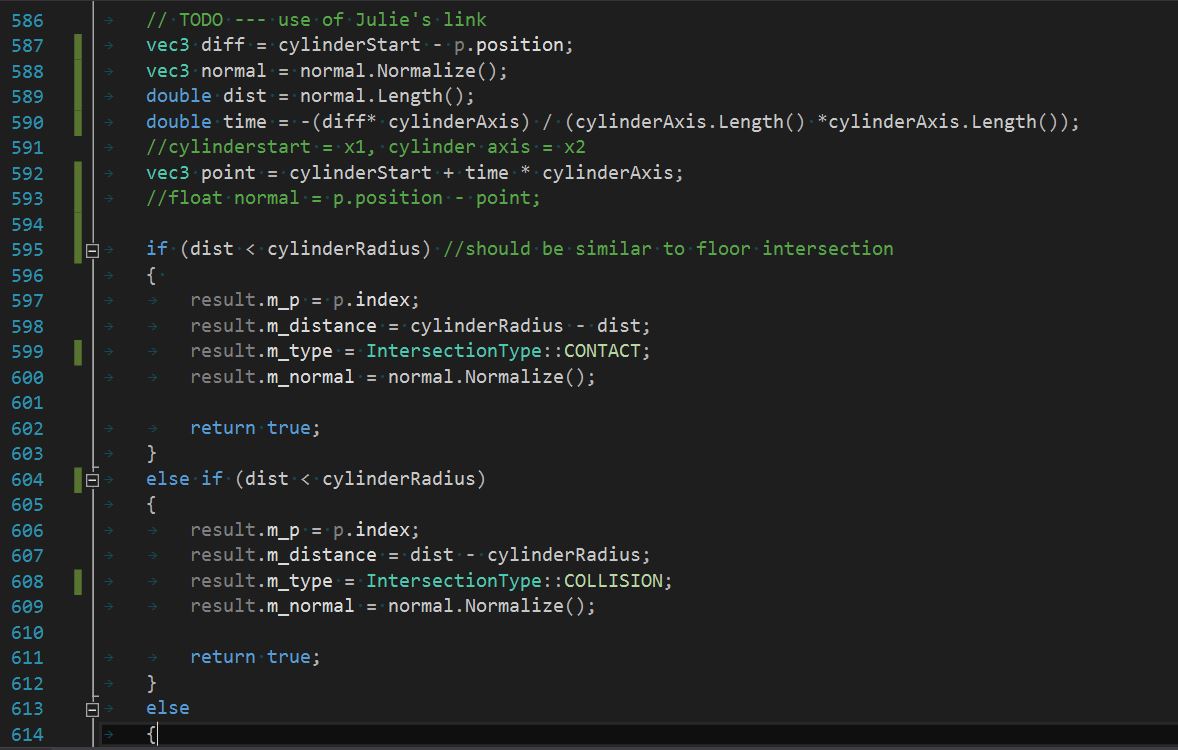 586 // TODO --- use of Julie's link
587 vec3 diff = cylinderStart - p.position;
588 vec3 normal = normal.Normalize();
589 double dist = normal.Length();
590 double time = -(diff* cylinderAxis) / (cylinderAxis.Length() *cylinderAxis.Length());
591 //cylinderstart = x1, cylinder axis = x2
592 vec3 point = cylinderStart + time * cylinderAxis;
593 //float normal = p.position - point;
594
595 if (dist < cylinderRadius) //should be similar to floor intersection
596 {
597 result.m_p = p.index;
598 result.m_distance = cylinderRadius - dist;
599 result.m_type = IntersectionType::CONTACT;
600 result.m_normal = normal.Normalize();
601
602 return true;
603 }
604 else if (dist < cylinderRadius)
605 {
606 result.m_p = p.index;
607 result.m_distance = dist - cylinderRadius;
608 result.m_type = IntersectionType::COLLISION;
609 result.m_normal = normal.Normalize();
610
611 return true;
612 }
613 else
614 {